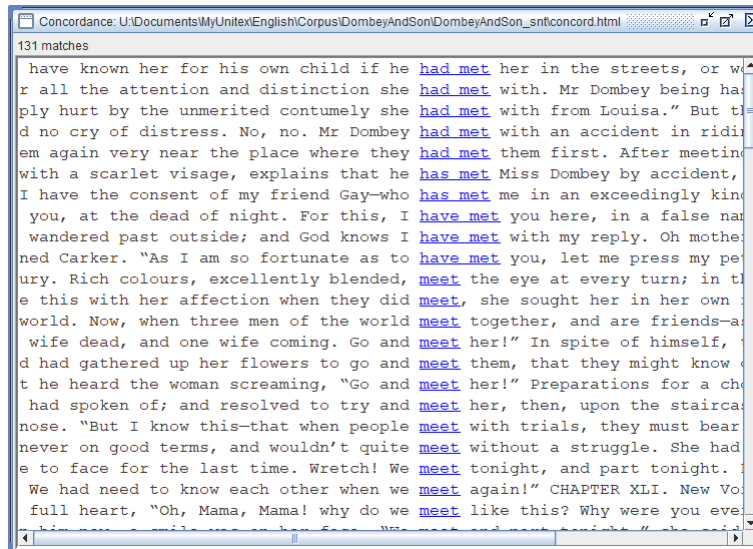 Concordance: U:\Documents\MyUnitex\English\Corpus\DombeyAndSon\DombeyAndSon_snt\concord.html
131 matches
have known her for his own child if he had met her in the streets, or
r all the attention and distinction she had met with. Mr Dombey being
ply hurt by the unmerited contumely she had met with from Louisa.” But
d no cry of distress. No, no. Mr Dombey had met with an accident in
em again very near the place where they had met them first. After
with a scarlet visage, explains that he has met Miss Dombey by accident,
I have the consent of my friend Gay—who has met me in an exceedingly
you, at the dead of night. For this, I have met you here, in a false
wandered past outside; and God knows I have met with my reply. Oh
ned Carker. “As I am so fortunate as to have met you, let me press my
ury. Rich colours, excellently blended, meet the eye at every turn; in
e this with her affection when they did meet, she sought her in her own
world. Now, when three men of the world meet together, and are friends—
wife dead, and one wife coming. Go and meet her!” In spite of himself,
d had gathered up her flowers to go and meet them, that they might know
t he heard the woman screaming, “Go and meet her!” Preparations for a
had spoken of; and resolved to try and meet her, then, upon the
nose. “But I know this—that when people meet with trials, they must bear
never on good terms, and wouldn’t quite meet without a struggle. She had
e to face for the last time. Wretch! We meet tonight, and part tonight.
We had need to know each other when we meet again!” CHAPTER XLI. New
full heart, “Oh, Mama, Mama! why do we meet like this? Why were you